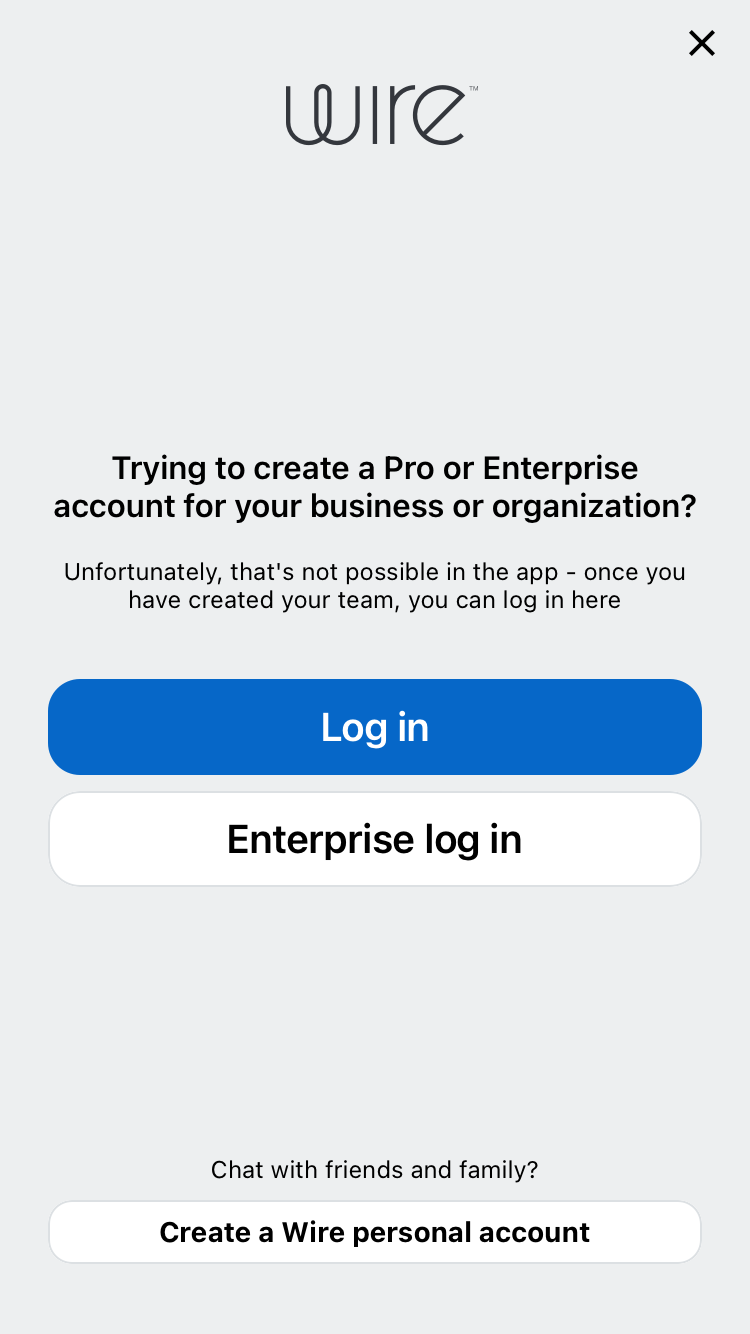 wire™
Trying to create a Pro or Enterprise
account for your business or organization?
Unfortunately, that's not possible in the app - once you
have created your team, you can log in here
Log in
Enterprise log in
Chat with friends and family?
Create a Wire personal account